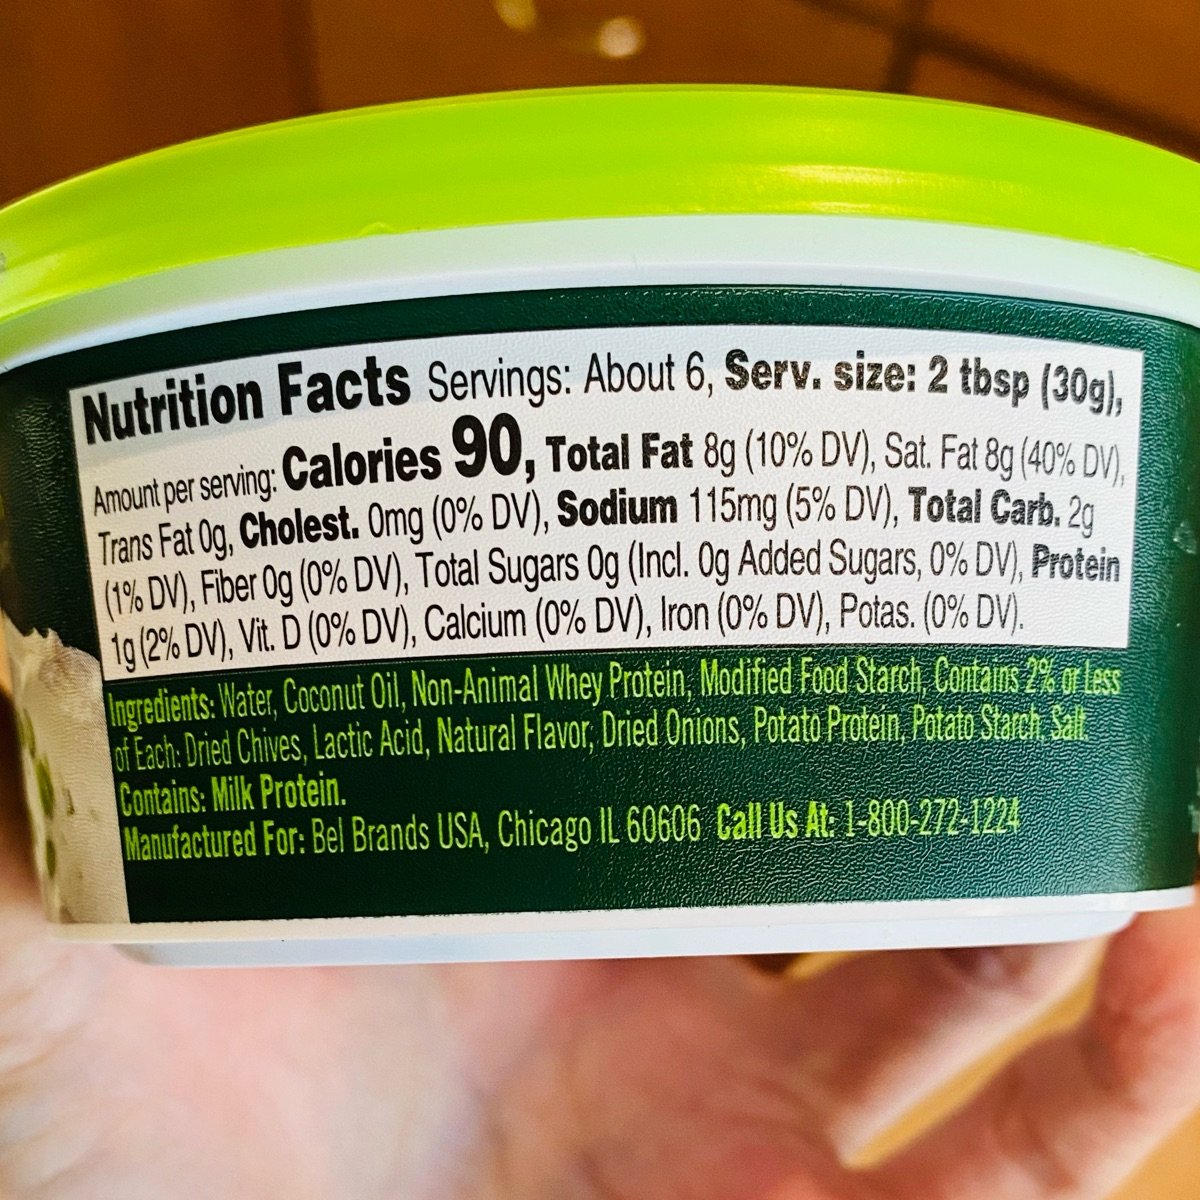 Nutrition Facts Servings: About 6, Serv. size: 2 tbsp (30g),
Amount per serving: Calories 90, Total Fat 8g (10% DV), Sat. Fat 8g (40% DV),
Trans Fat 0g, Cholest. 0mg (0% DV), Sodium 115mg (5% DV), Total Carb. 2g
(1% DV), Fiber 0g (0% DV), Total Sugars 0g (Incl. 0g Added Sugars, 0% DV), Protein
1g (2% DV), Vit. D (0% DV), Calcium (0% DV), Iron (0% DV), Potas. (0% DV).
Ingredients: Water, Coconut Oil, Non-Animal Whey Protein, Modified Food Starch, Contains 2% or Less
of Each: Dried Chives, Lactic Acid, Natural Flavor, Dried Onions, Potato Protein, Potato Starch, Salt.
Contains: Milk Protein.
Manufactured For: Bel Brands USA, Chicago IL 60606 Call Us At: 1-800-272-1224